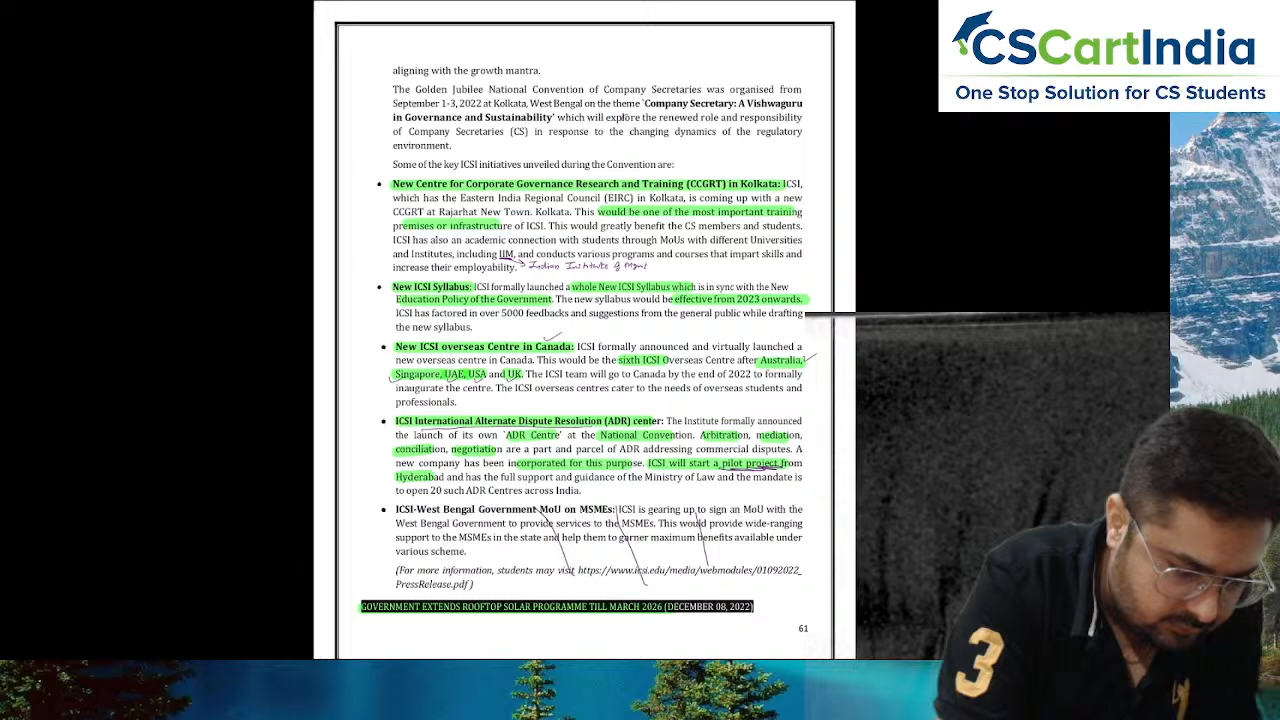 CSCartIndia
One Stop Solution for CS Students
aligning with the growth mantra.
The Golden Jubilee National Convention of Company Secretaries was organised from
September 1-3, 2022 at Kolkata, West Bengal on the theme `Company Secretary: A Vishwaguru
in Governance and Sustainability' which will explore the renewed role and responsibility
of Company Secretaries (CS) in response to the changing dynamics of the regulatory
environment.
Some of the key ICSI initiatives unveiled during the Convention are:
• New Centre for Corporate Governance Research and Training (CCGRT) in Kolkata: ICSI,
which has the Eastern India Regional Council (EIRC) in Kolkata, is coming up with a new
CCGRT at Rajarhat New Town. Kolkata. This would be one of the most important training
premises or infrastructure of ICSI. This would greatly benefit the CS members and students.
ICSI has also an academic connection with students through MoUs with different Universities
and Institutes, including IIM, and conducts various programs and courses that impart skills and
increase their employability.
Indian Institute of Mgmt
• New ICSI Syllabus: ICSI formally launched a whole New ICSI Syllabus which is in sync with the New
Education Policy of the Government. The new syllabus would be effective from 2023 onwards.
ICSI has factored in over 5000 feedbacks and suggestions from the general public while drafting
the new syllabus.
• New ICSI overseas Centre in Canada: ICSI formally announced and virtually launched a
new overseas centre in Canada. This would be the sixth ICSI Overseas Centre after Australia,
Singapore, UAE, USA and UK. The ICSI team will go to Canada by the end of 2022 to formally
inaugurate the centre. The ICSI overseas centres cater to the needs of overseas students and
professionals.
• ICSI International Alternate Dispute Resolution (ADR) center: The Institute formally announced
the launch of its own `ADR Centre' at the National Convention. Arbitration, mediation,
conciliation, negotiation are a part and parcel of ADR addressing commercial disputes. A
new company has been incorporated for this purpose. ICSI will start a pilot project from
Hyderabad and has the full support and guidance of the Ministry of Law and the mandate is
to open 20 such ADR Centres across India.
• ICSI-West Bengal Government MoU on MSMEs: ICSI is gearing up to sign an MoU with the
West Bengal Government to provide services to the MSMEs. This would provide wide-ranging
support to the MSMEs in the state and help them to garner maximum benefits available under
various scheme.
(For more information, students may visit https://www.icsi.edu/media/webmodules/01092022_
PressRelease.pdf )
GOVERNMENT EXTENDS ROOFTOP SOLAR PROGRAMME TILL MARCH 2026 (DECEMBER 08, 2022)
61
3